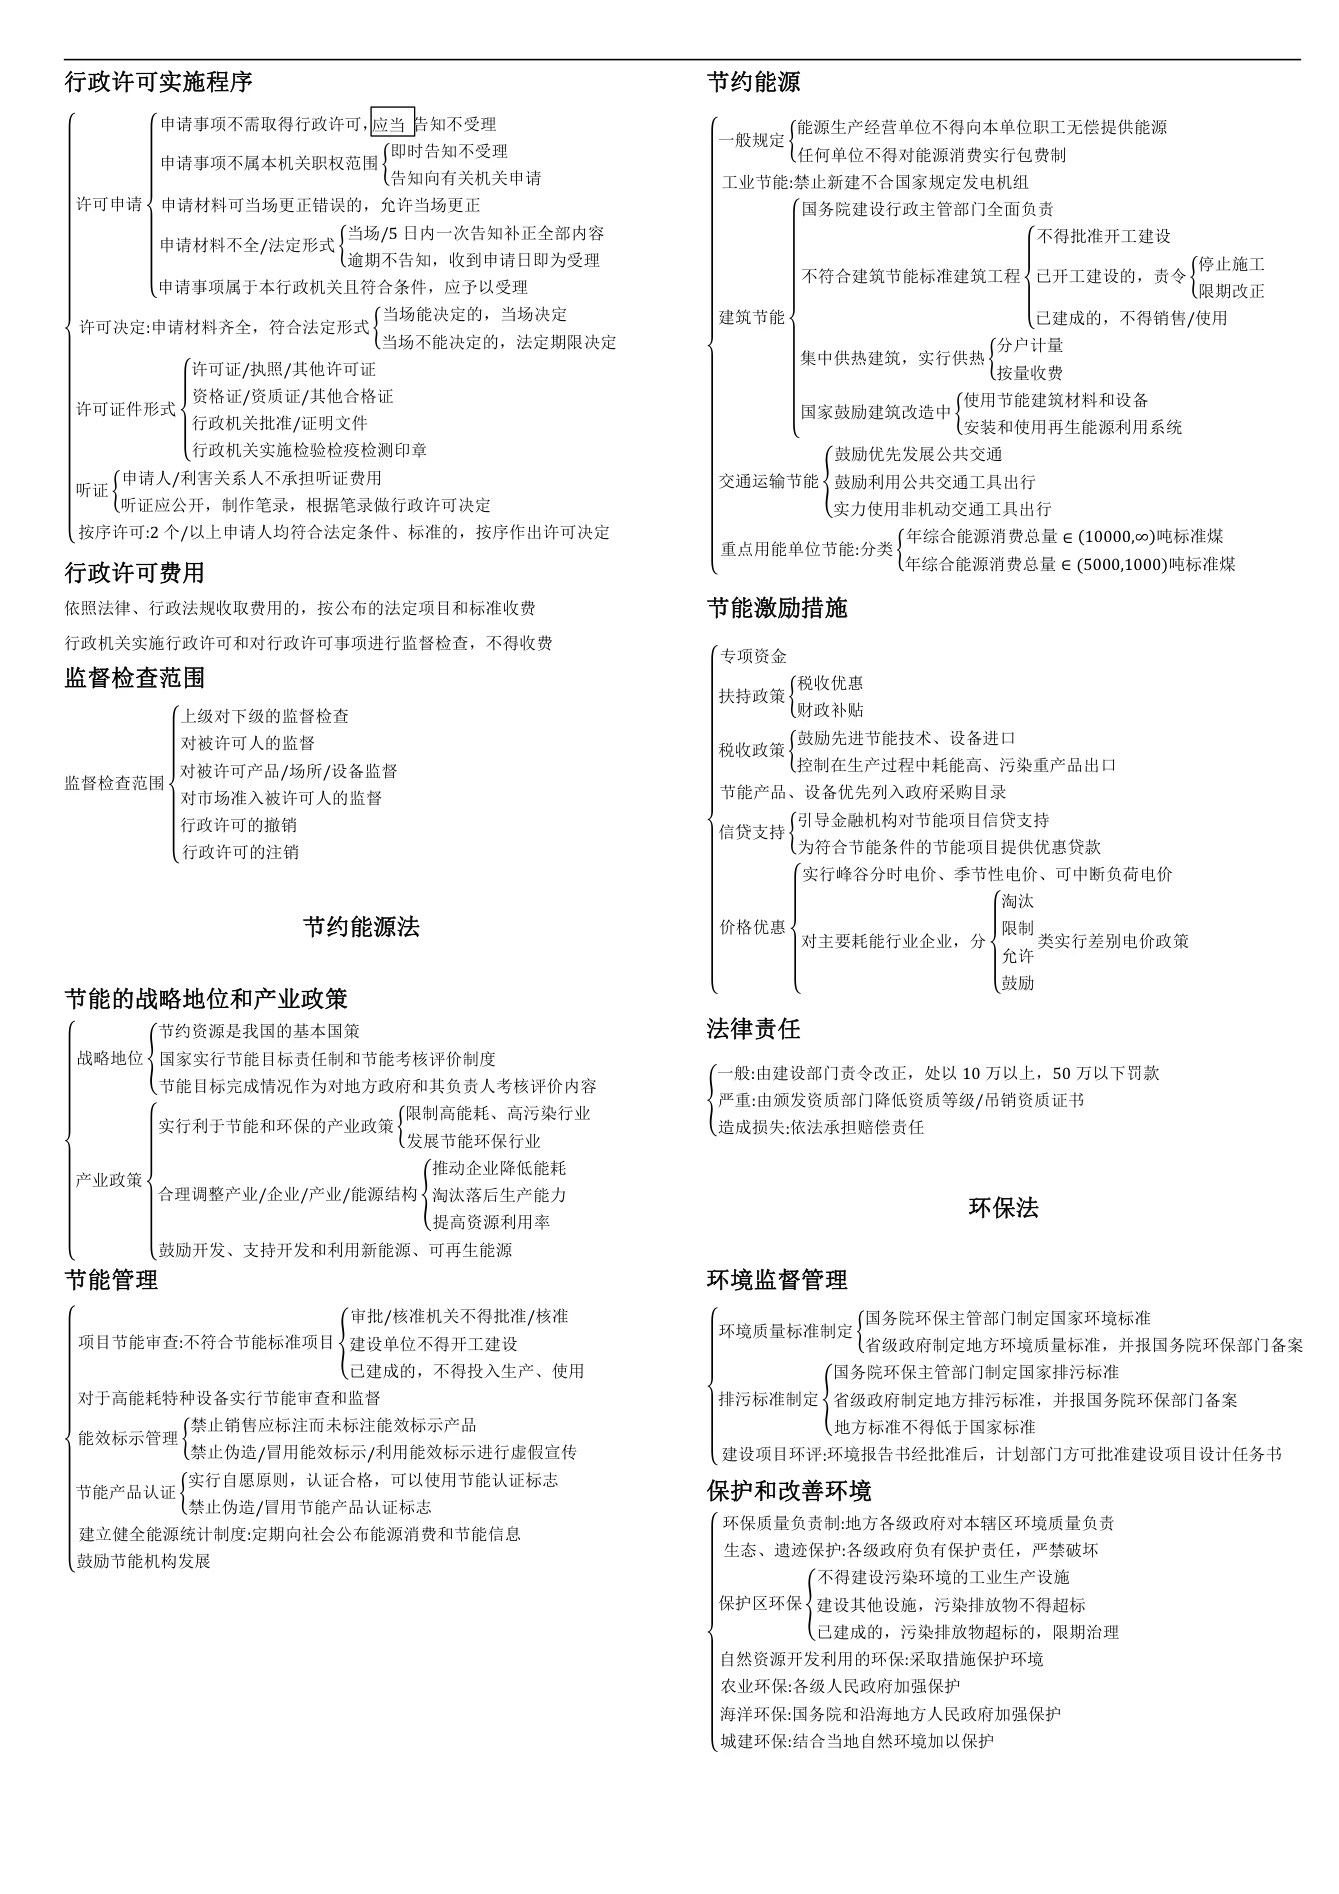 行政许可实施程序
申请事项不需取得行政许可，应当 告知不受理
申请事项不属本机关职权范围
即时告知不受理
告知向有关机关申请
许可申请
申请材料可当场更正错误的，允许当场更正
申请材料不全/法定形式
当场/5 日内一次告知补正全部内容
逾期不告知，收到申请日即为受理
申请事项属于本行政机关且符合条件，应予以受理
许可决定:申请材料齐全，符合法定形式
当场能决定的，当场决定
当场不能决定的，法定期限决定
许可证件形式
许可证/执照/其他许可证
资格证/资质证/其他合格证
行政机关批准/证明文件
行政机关实施检验检疫检测印章
听证
申请人/利害关系人不承担听证费用
听证应公开，制作笔录，根据笔录做行政许可决定
按序许可:2 个/以上申请人均符合法定条件、标准的，按序作出许可决定
行政许可费用
依照法律、行政法规收取费用的，按公布的法定项目和标准收费
行政机关实施行政许可和对行政许可事项进行监督检查，不得收费
监督检查范围
监督检查范围
上级对下级的监督检查
对被许可人的监督
对被许可产品/场所/设备监督
对市场准入被许可人的监督
行政许可的撤销
行政许可的注销
节约能源法
节能的战略地位和产业政策
战略地位
节约资源是我国的基本国策
国家实行节能目标责任制和节能考核评价制度
节能目标完成情况作为对地方政府和其负责人考核评价内容
产业政策
实行利于节能和环保的产业政策
限制高能耗、高污染行业
发展节能环保行业
合理调整产业/企业/产业/能源结构
推动企业降低能耗
淘汰落后生产能力
提高资源利用率
鼓励开发、支持开发和利用新能源、可再生能源
节能管理
项目节能审查:不符合节能标准项目
审批/核准机关不得批准/核准
建设单位不得开工建设
已建成的，不得投入生产、使用
对于高能耗特种设备实行节能审查和监督
能效标示管理
禁止销售应标注而未标注能效标示产品
禁止伪造/冒用能效标示/利用能效标示进行虚假宣传
节能产品认证
实行自愿原则，认证合格，可以使用节能认证标志
禁止伪造/冒用节能产品认证标志
建立健全能源统计制度:定期向社会公布能源消费和节能信息
鼓励节能机构发展
节约能源
一般规定
能源生产经营单位不得向本单位职工无偿提供能源
任何单位不得对能源消费实行包费制
工业节能:禁止新建不合国家规定发电机组
建筑节能
国务院建设行政主管部门全面负责
不符合建筑节能标准建筑工程
不得批准开工建设
已开工建设的，责令
停止施工
限期改正
已建成的，不得销售/使用
集中供热建筑，实行供热
分户计量
按量收费
国家鼓励建筑改造中
使用节能建筑材料和设备
安装和使用再生能源利用系统
交通运输节能
鼓励优先发展公共交通
鼓励利用公共交通工具出行
实力使用非机动交通工具出行
重点用能单位节能:分类
年综合能源消费总量 ∈ (10000,∞)吨标准煤
年综合能源消费总量 ∈ (5000,1000)吨标准煤
节能激励措施
专项资金
扶持政策
税收优惠
财政补贴
税收政策
鼓励先进节能技术、设备进口
控制在生产过程中耗能高、污染重产品出口
节能产品、设备优先列入政府采购目录
信贷支持
引导金融机构对节能项目信贷支持
为符合节能条件的节能项目提供优惠贷款
价格优惠
实行峰谷分时电价、季节性电价、可中断负荷电价
对主要耗能行业企业，分
淘汰
限制
允许
鼓励
类实行差别电价政策
法律责任
一般:由建设部门责令改正，处以 10 万以上，50 万以下罚款
严重:由颁发资质部门降低资质等级/吊销资质证书
造成损失:依法承担赔偿责任
环保法
环境监督管理
环境质量标准制定
国务院环保主管部门制定国家环境标准
省级政府制定地方环境质量标准，并报国务院环保部门备案
排污标准制定
国务院环保主管部门制定国家排污标准
省级政府制定地方排污标准，并报国务院环保部门备案
地方标准不得低于国家标准
建设项目环评:环境报告书经批准后，计划部门方可批准建设项目设计任务书
保护和改善环境
环保质量负责制:地方各级政府对本辖区环境质量负责
生态、遗迹保护:各级政府负有保护责任，严禁破坏
保护区环保
不得建设污染环境的工业生产设施
建设其他设施，污染排放物不得超标
已建成的，污染排放物超标的，限期治理
自然资源开发利用的环保:采取措施保护环境
农业环保:各级人民政府加强保护
海洋环保:国务院和沿海地方人民政府加强保护
城建环保:结合当地自然环境加以保护